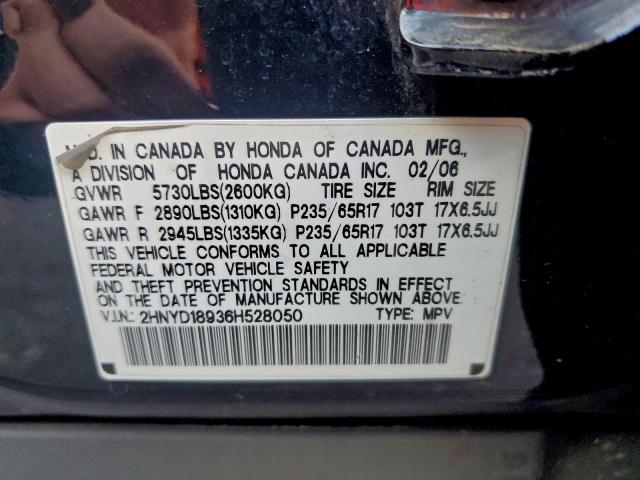 MFD. IN CANADA BY HONDA OF CANADA MFG.,
A DIVISION OF HONDA CANADA INC. 02/06
GVWR 5730LBS(2600KG) TIRE SIZE RIM SIZE
GAWR F 2890LBS(1310KG) P235/65R17 103T 17X6.5JJ
GAWR R 2945LBS(1335KG) P235/65R17 103T 17X6.5JJ
THIS VEHICLE CONFORMS TO ALL APPLICABLE
FEDERAL MOTOR VEHICLE SAFETY
AND THEFT PREVENTION STANDARDS IN EFFECT
ON THE DATE OF MANUFACTURE SHOWN ABOVE.
V.I.N.: 2HNYD18936H528050 TYPE: MPV